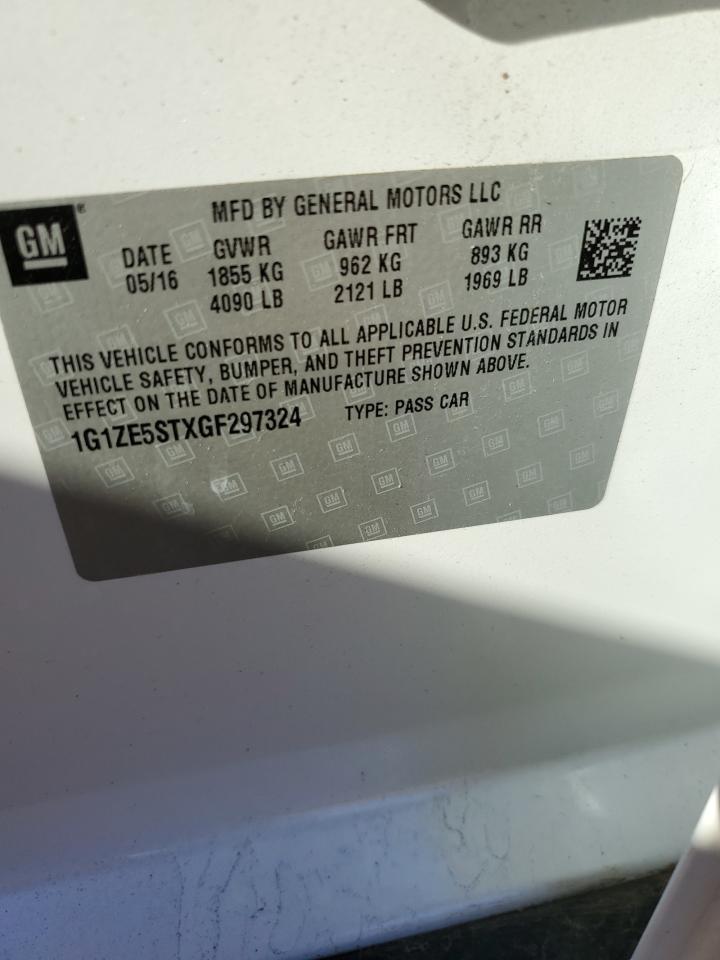 GM
MFD BY GENERAL MOTORS LLC
DATE GVWR GAWR FRT GAWR RR
05/16 1855 KG 962 KG 893 KG
4090 LB 2121 LB 1969 LB
THIS VEHICLE CONFORMS TO ALL APPLICABLE U.S. FEDERAL MOTOR
VEHICLE SAFETY, BUMPER, AND THEFT PREVENTION STANDARDS IN
EFFECT ON THE DATE OF MANUFACTURE SHOWN ABOVE.
1G1ZE5STXGF297324 TYPE: PASS CAR